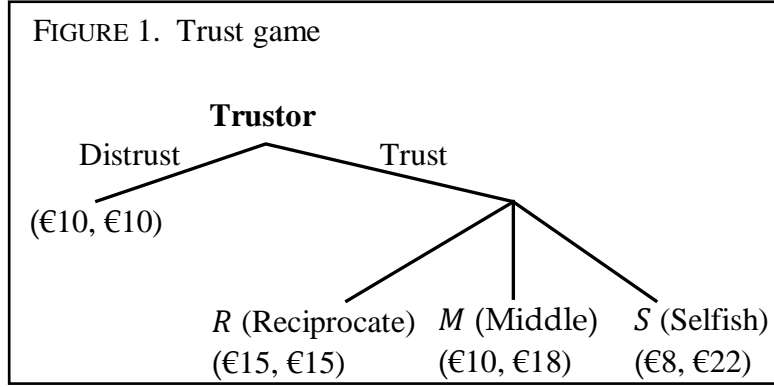 FIGURE 1. Trust game
Trustor
Distrust Trust
(€10, €10)
R (Reciprocate) M (Middle) S (Selfish)
(€15, €15) (€10, €18) (€8, €22)